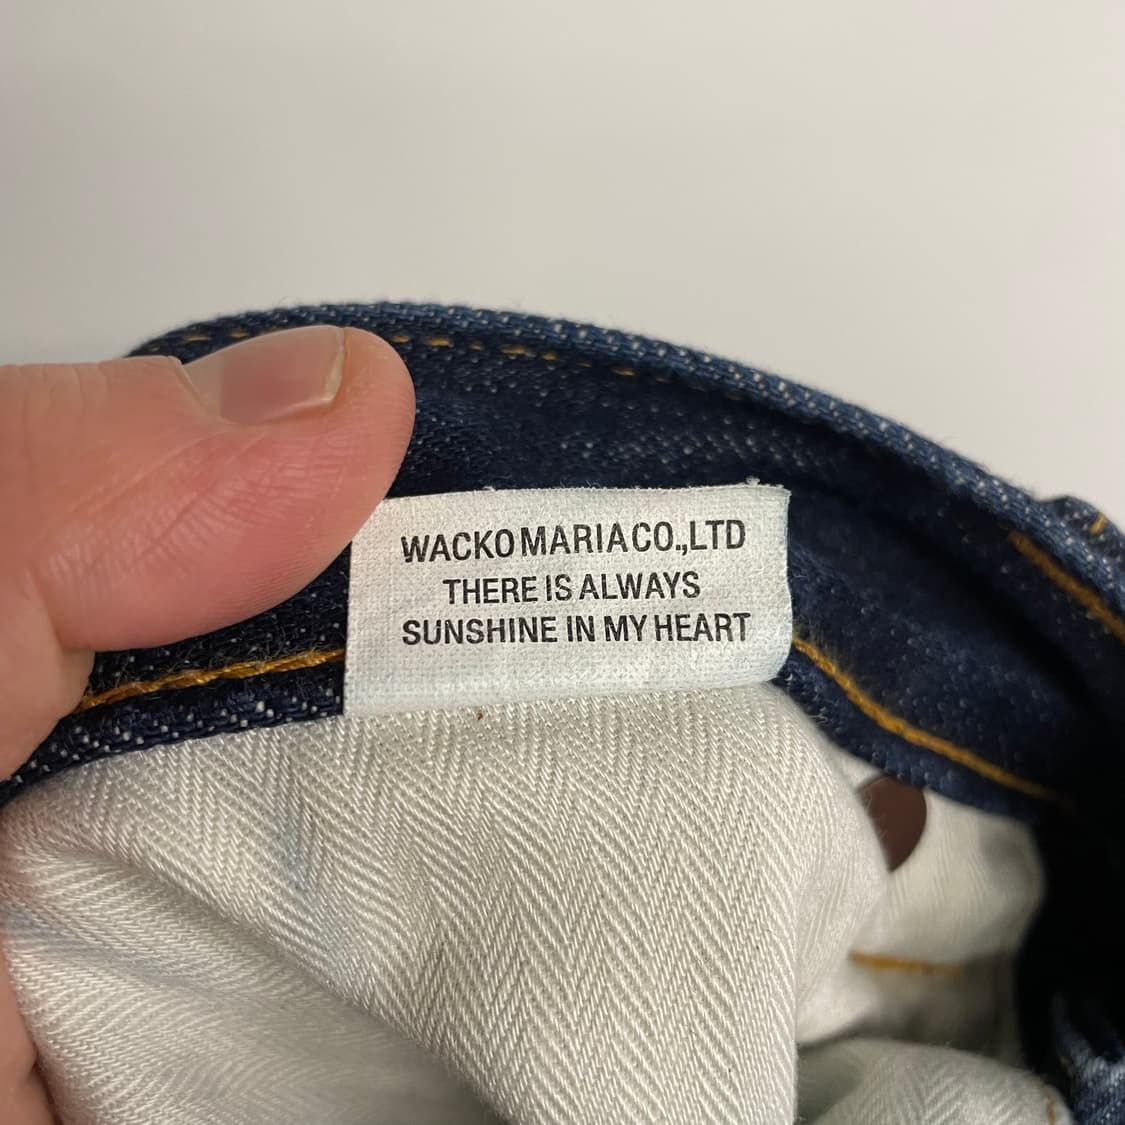 WACKO MARIA CO.,LTD
THERE IS ALWAYS
SUNSHINE IN MY HEART